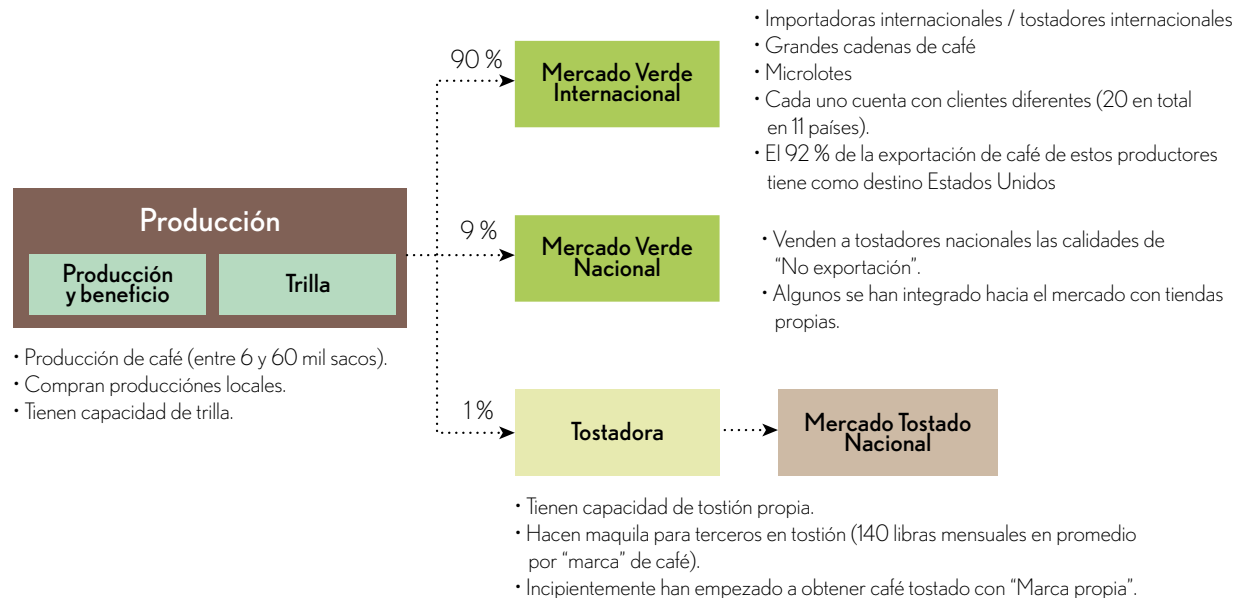 Producción
Producción
y beneficio
Trilla
• Producción de café (entre 6 y 60 mil sacos).
• Compran producciónes locales.
• Tienen capacidad de trilla.
90 %
Mercado Verde
Internacional
• Importadoras internacionales / tostadores internacionales
• Grandes cadenas de café
• Microlotes
• Cada uno cuenta con clientes diferentes (20 en total
en 11 países).
• El 92 % de la exportación de café de estos productores
tiene como destino Estados Unidos
9 %
Mercado Verde
Nacional
• Venden a tostadores nacionales las calidades de
“No exportación”.
• Algunos se han integrado hacia el mercado con tiendas
propias.
1 %
Tostadora
Mercado Tostado
Nacional
• Tienen capacidad de tostión propia.
• Hacen maquila para terceros en tostión (140 libras mensuales en promedio
por “marca” de café).
• Incipientemente han empezado a obtener café tostado con “Marca propia”.